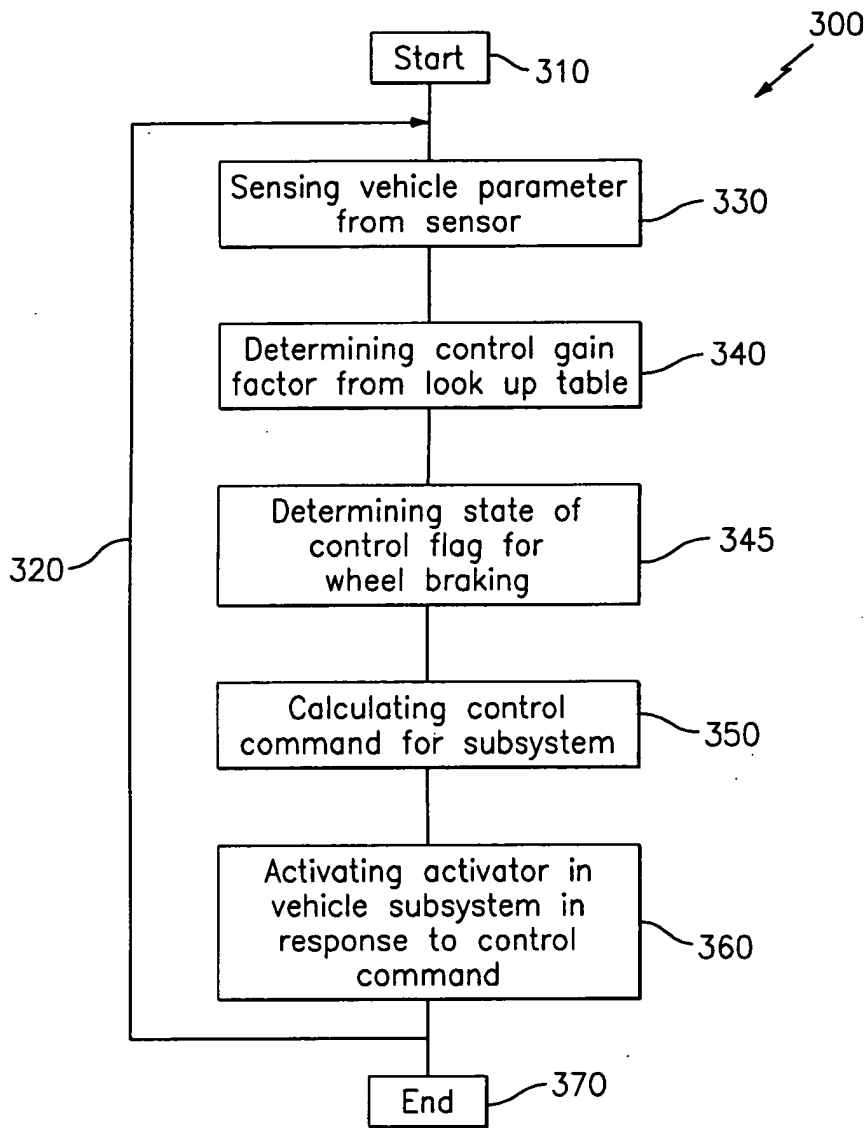 300
Start
310
Sensing vehicle parameter
from sensor
330
Determining control gain
factor from look up table
340
Determining state of
control flag for
wheel braking
345
320
Calculating control
command for subsystem
350
Activating activator in
vehicle subsystem in
response to control
command
360
End
370